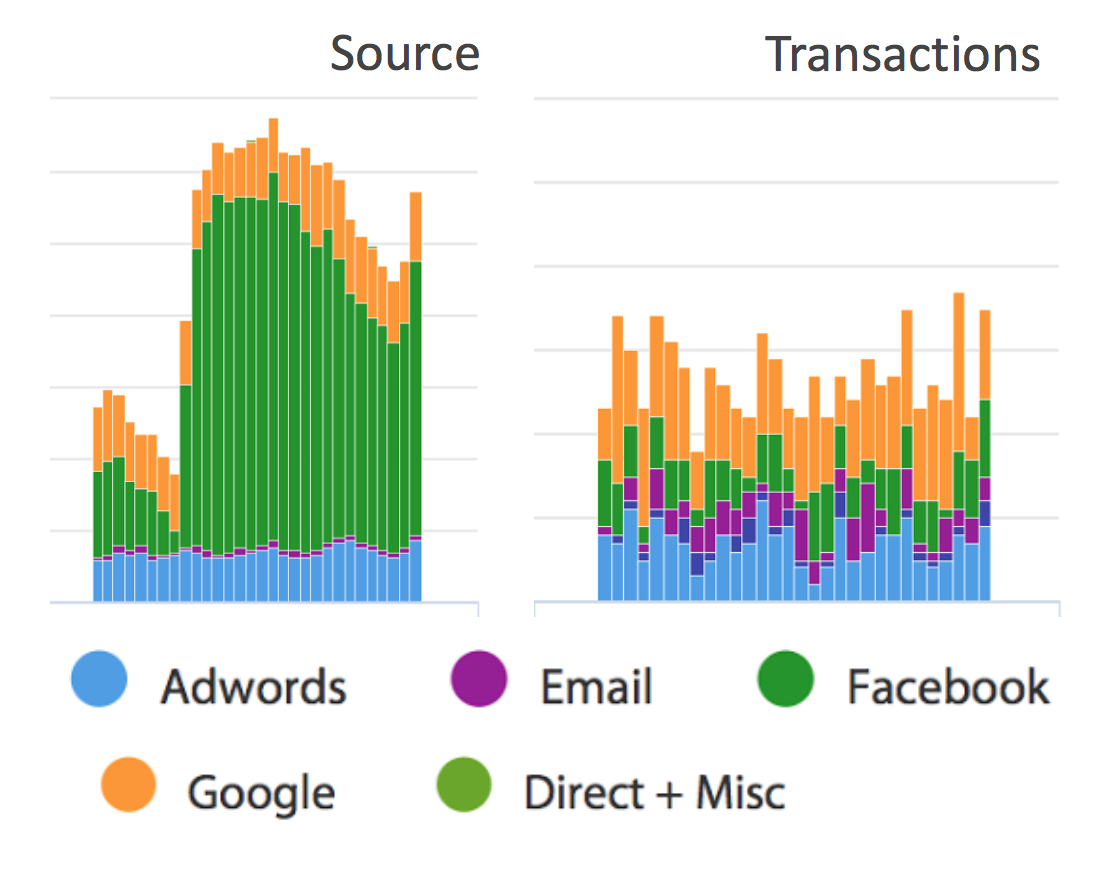 Source
Transactions
Adwords
Email
Facebook
Google
Direct + Misc